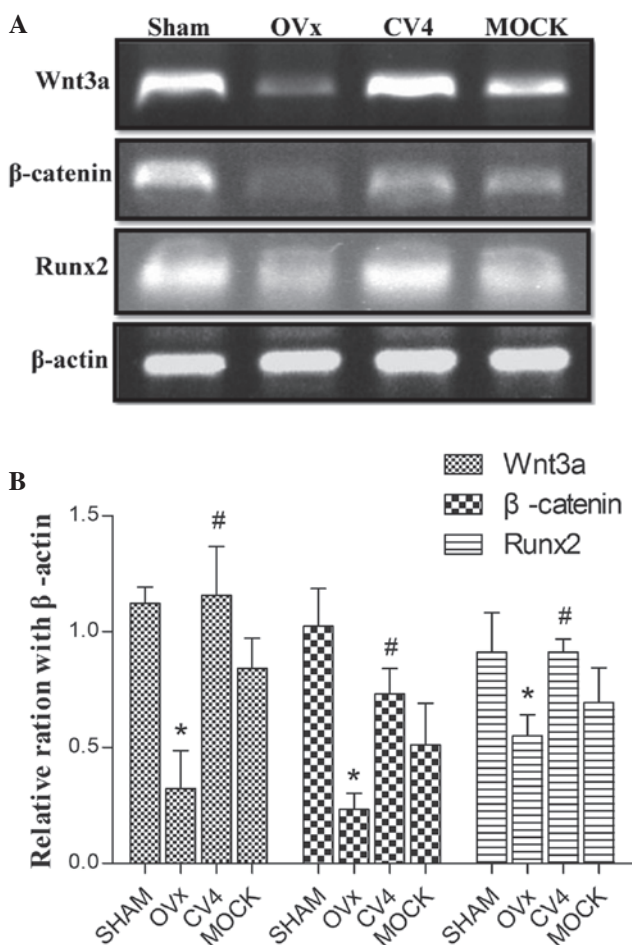 A
Sham OVx CV4 MOCK
Wnt3a
β-catenin
Runx2
β-actin
B
Wnt3a
β -catenin
Runx2
Relative ration with β -actin
1.5
1.0
0.5
0.0
# * # * # *
SHAM OVx CV4 MOCK SHAM OVx CV4 MOCK SHAM OVx CV4 MOCK